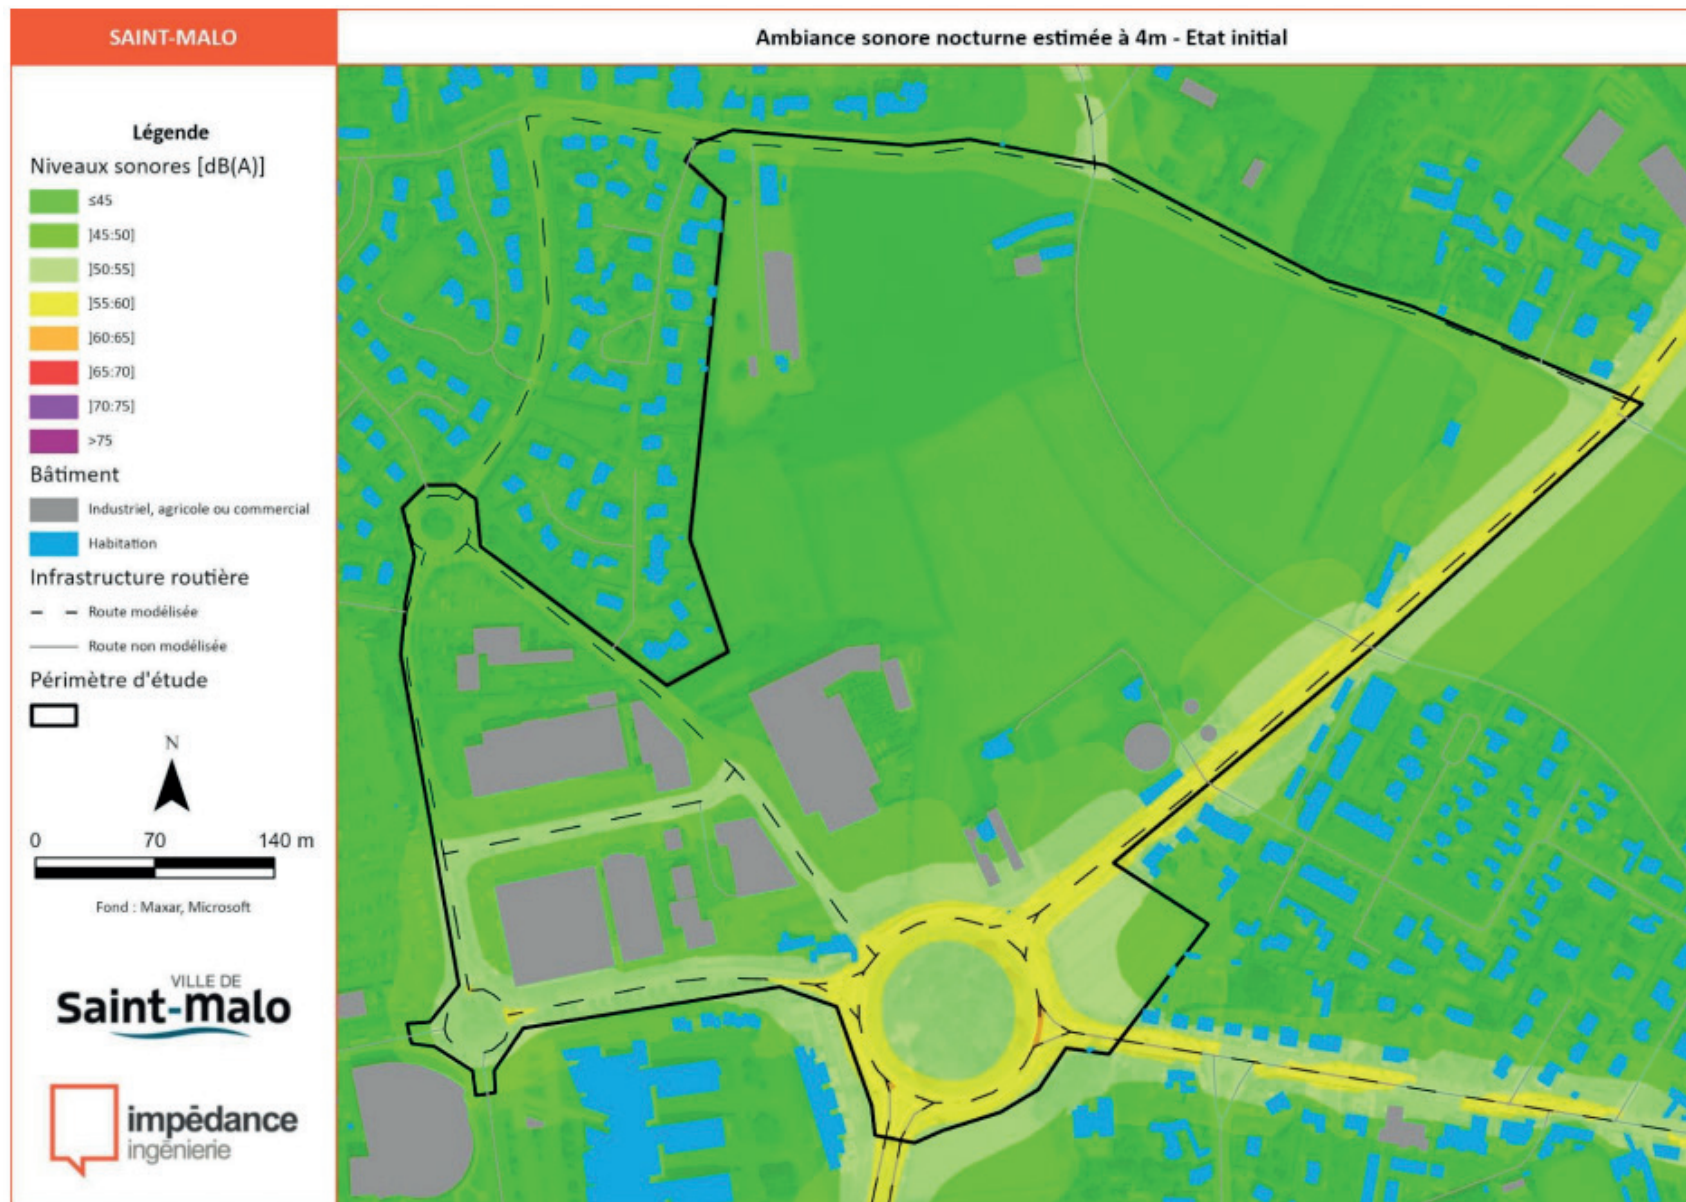 SAINT-MALO
Ambiance sonore nocturne estimée à 4m - Etat initial
Légende
Niveaux sonores [dB(A)]
≤45
]45:50]
]50:55]
]55:60]
]60:65]
]65:70]
]70:75]
>75
Bâtiment
Industriel, agricole ou commercial
Habitation
Infrastructure routière
Route modélisée
Route non modélisée
Périmètre d'étude
N
0 70 140 m
Fond : Maxar, Microsoft
VILLE DE
Saint-malo
impédance
ingénierie